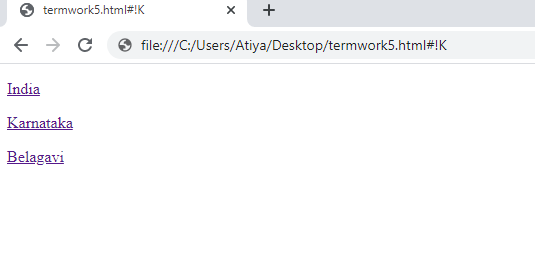 termwork5.html#!K
file:///C:/Users/Atiya/Desktop/termwork5.html#!K
India
Karnataka
Belagavi